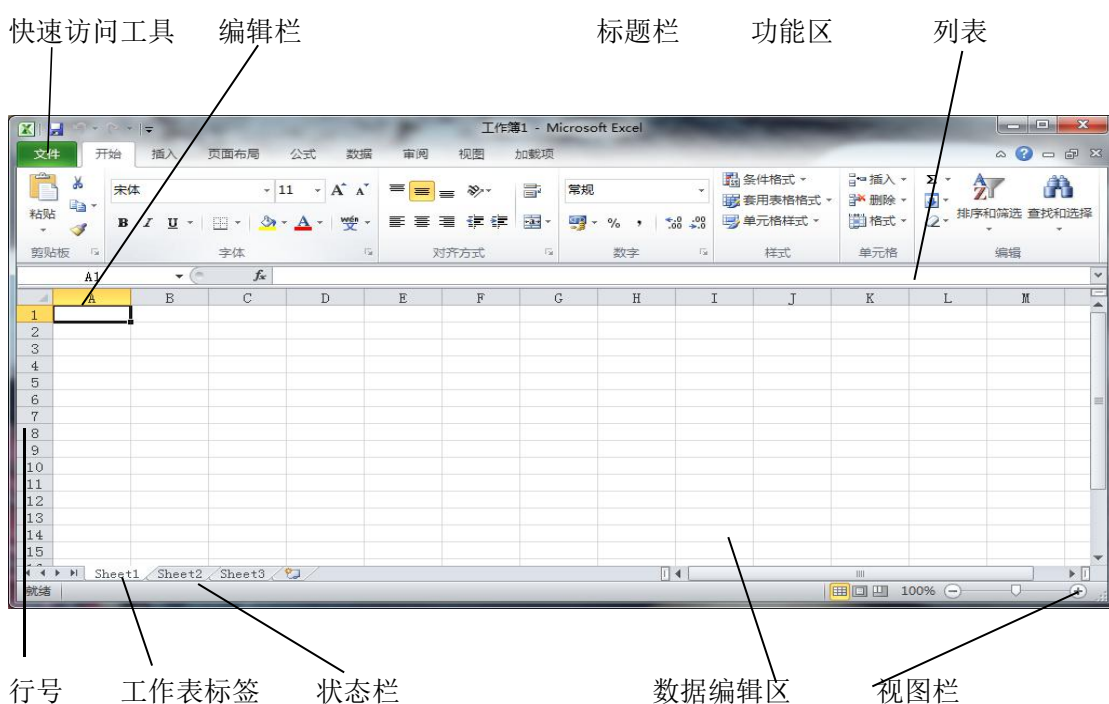 快速访问工具 编辑栏 标题栏 功能区 列表
工作簿1 - Microsoft Excel
文件 开始 插入 页面布局 公式 数据 审阅 视图 加载项
宋体 11 A A 常规 条件格式 插入 Σ
粘贴 套用表格格式 删除 排序和筛选 查找和选择
B I U A wén 变 % , .0 .00 .00 .0 单元格样式 格式
剪贴板 字体 对齐方式 数字 样式 单元格 编辑
A1 fx
A B C D E F G H I J K L M
1
2
3
4
5
6
7
8
9
10
11
12
13
14
15
Sheet1 Sheet2 Sheet3
就绪 100%
行号 工作表标签 状态栏 数据编辑区 视图栏